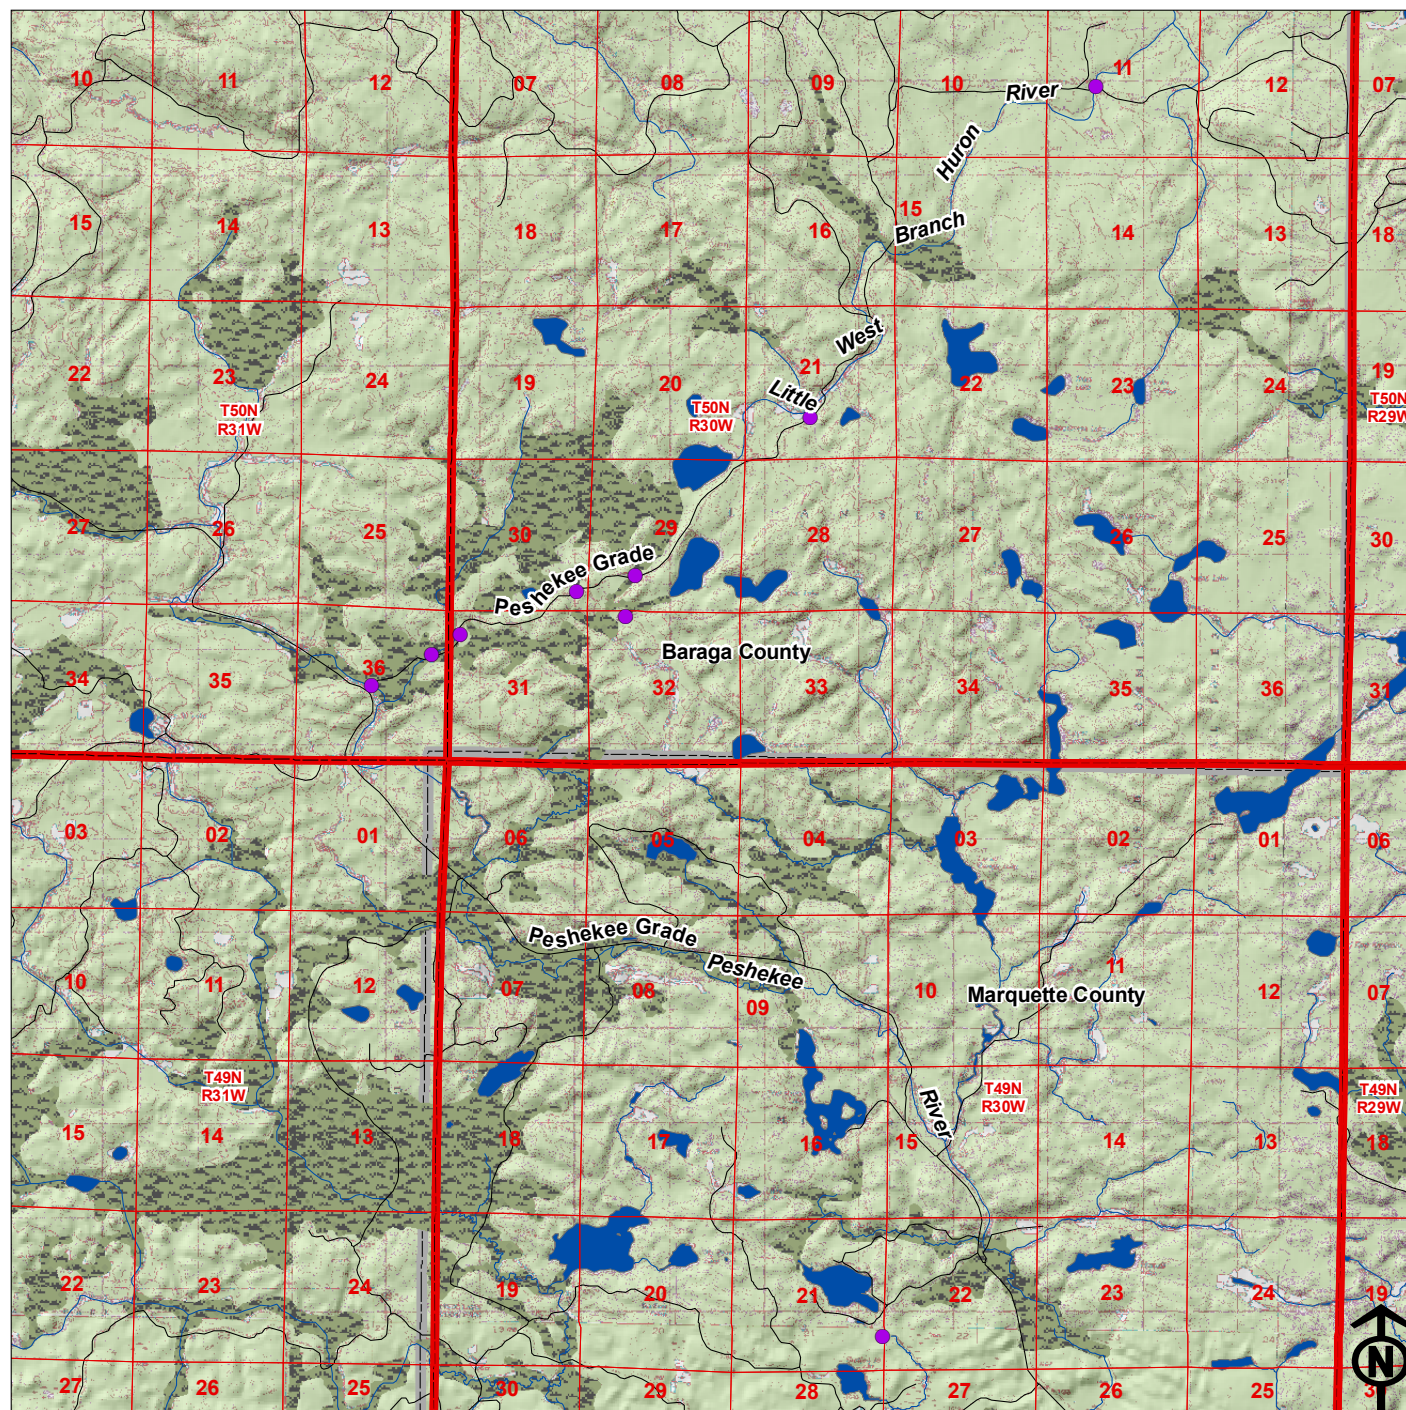 10 11 12 07 08 09 10 11 12 07
River
Huron
15 14 13 18 17 16 15 14 13 18
Branch
West
22 23 24 19 20 21 22 23 24 19
Little
T50N
R31W
T50N
R30W
T50N
R29W
27 26 25 30 29 28 27 26 25 30
Peshekee Grade
Baraga County
34 35 36 31 32 33 34 35 36 31
03 02 01 06 05 04 03 02 01 06
Peshekee Grade
Peshekee
10 11 12 07 08 09 10 11 12 07
Marquette County
T49N
R31W
T49N
R30W
T49N
R29W
River
15 14 13 18 17 16 15 14 13 18
22 23 24 19 20 21 22 23 24 19
N
27 26 25 30 29 28 27 26 25